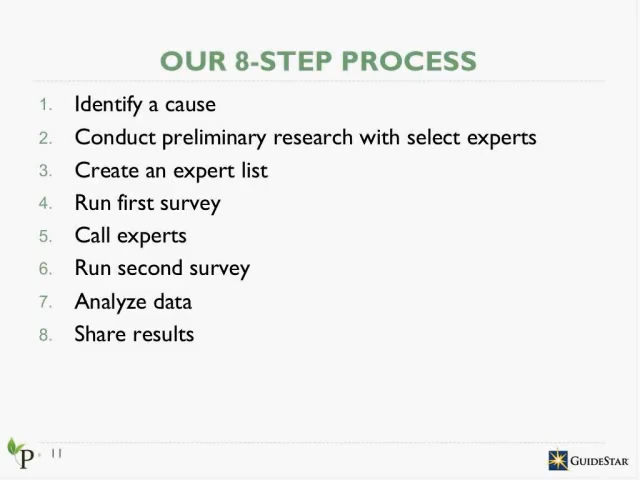 OUR 8-STEP PROCESS
1. Identify a cause
2. Conduct preliminary research with select experts
3. Create an expert list
4. Run first survey
5. Call experts
6. Run second survey
7. Analyze data
8. Share results
P 11 GUIDESTAR